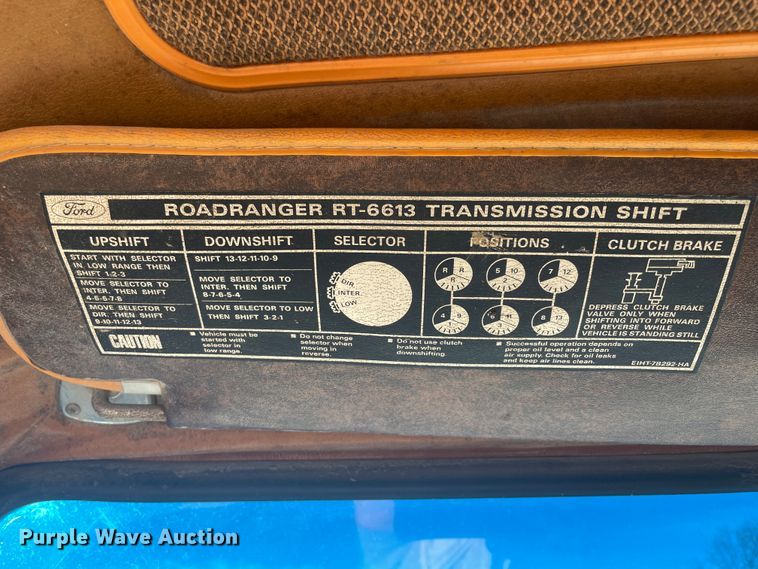 Ford ROADRANGER RT-6613 TRANSMISSION SHIFT
UPSHIFT
START WITH SELECTOR
IN LOW RANGE THEN
SHIFT 1-2-3
MOVE SELECTOR TO
INTER. THEN SHIFT
4-5-6-7-8
MOVE SELECTOR TO
DIR. THEN SHIFT
9-10-11-12-13
DOWNSHIFT
SHIFT 13-12-11-10-9
MOVE SELECTOR TO
INTER. THEN SHIFT
8-7-6-5-4
MOVE SELECTOR TO LOW
THEN SHIFT 3-2-1
SELECTOR
DIR.
INTER.
LOW
POSITIONS
R R 5 10 7 12
4 9 6 11 8 13
CLUTCH BRAKE
DEPRESS CLUTCH BRAKE
VALVE ONLY WHEN
SHIFTING INTO FORWARD
OR REVERSE WHILE
VEHICLE IS STANDING STILL
CAUTION
■ Vehicle must be
started with
selector in
low range.
■ Do not change
selector when
moving in
reverse.
■ Do not use clutch
brake when
downshifting.
■ Successful operation depends on
proper oil level and a clean
air supply. Check for oil leaks
and keep air lines clean.
E1HT-7B292-HA
Purple Wave Auction